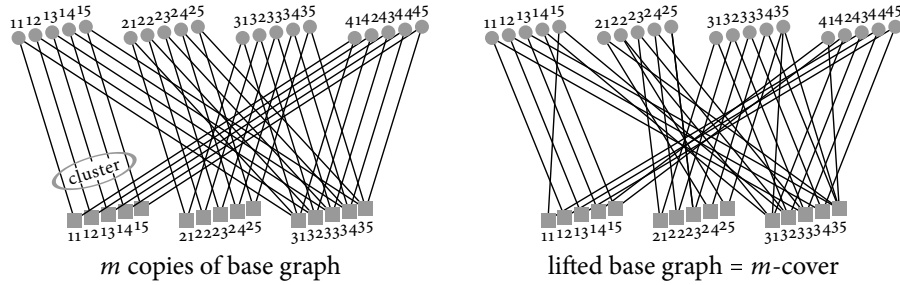 11 12 13 14 15 21 22 23 24 25 31 32 33 34 35 41 42 43 44 45 11 12 13 14 15 21 22 23 24 25 31 32 33 34 35 41 42 43 44 45
cluster
11 12 13 14 15 21 22 23 24 25 31 32 33 34 35 11 12 13 14 15 21 22 23 24 25 31 32 33 34 35
m copies of base graph lifted base graph = m-cover